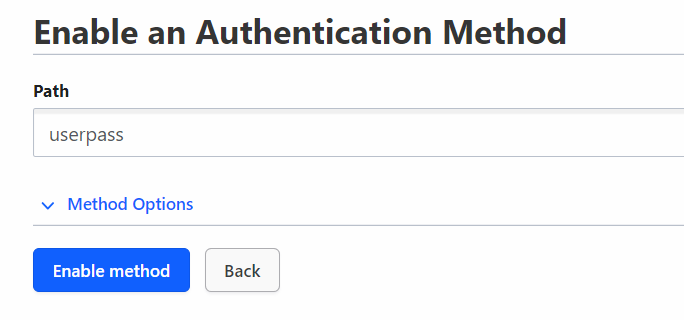 Enable an Authentication Method
Path
userpass
Method Options
Enable method
Back